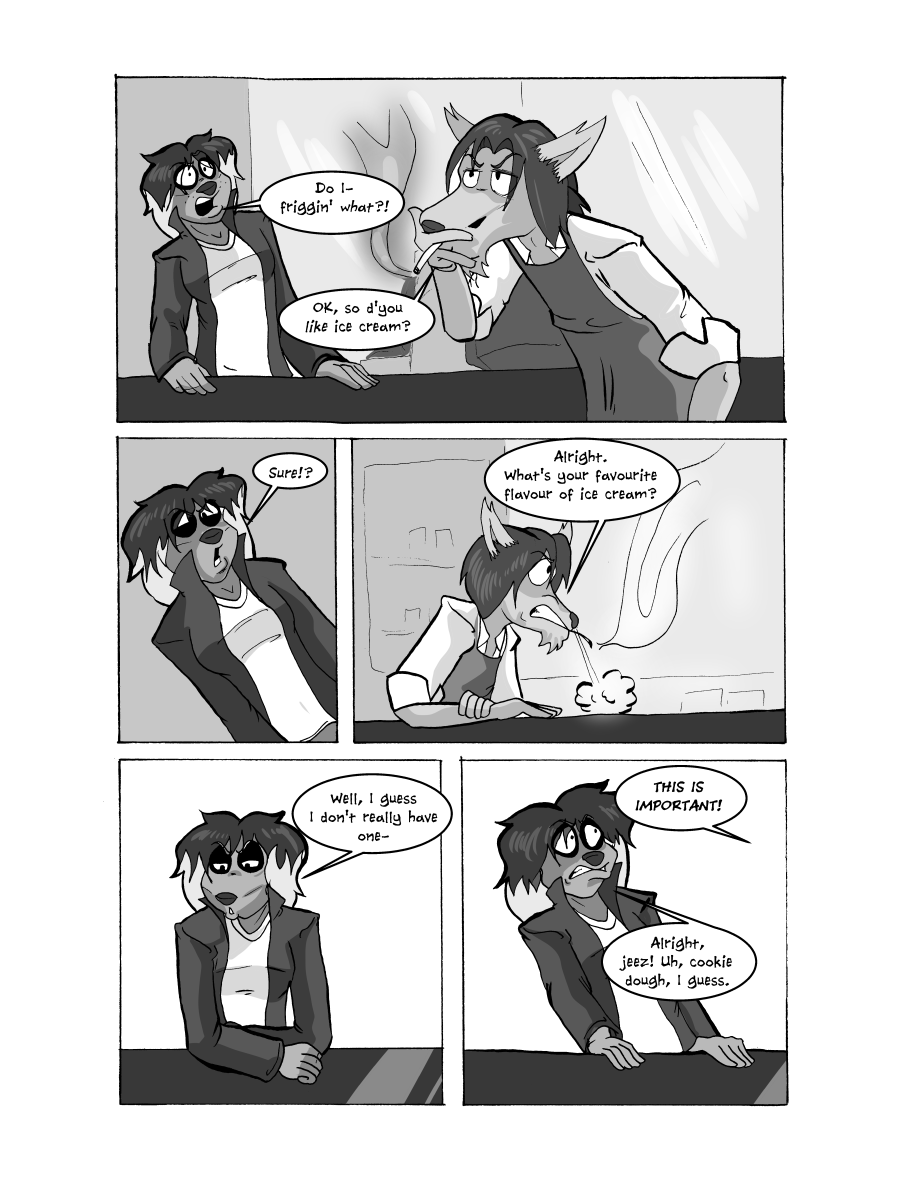 Do I-
friggin' what?!
OK, so d'you
like ice cream?
Sure!?
Alright.
What's your favourite
flavour of ice cream?
Well, I guess
I don't really have
one-
THIS IS
IMPORTANT!
Alright,
jeez! Uh, cookie
dough, I guess.